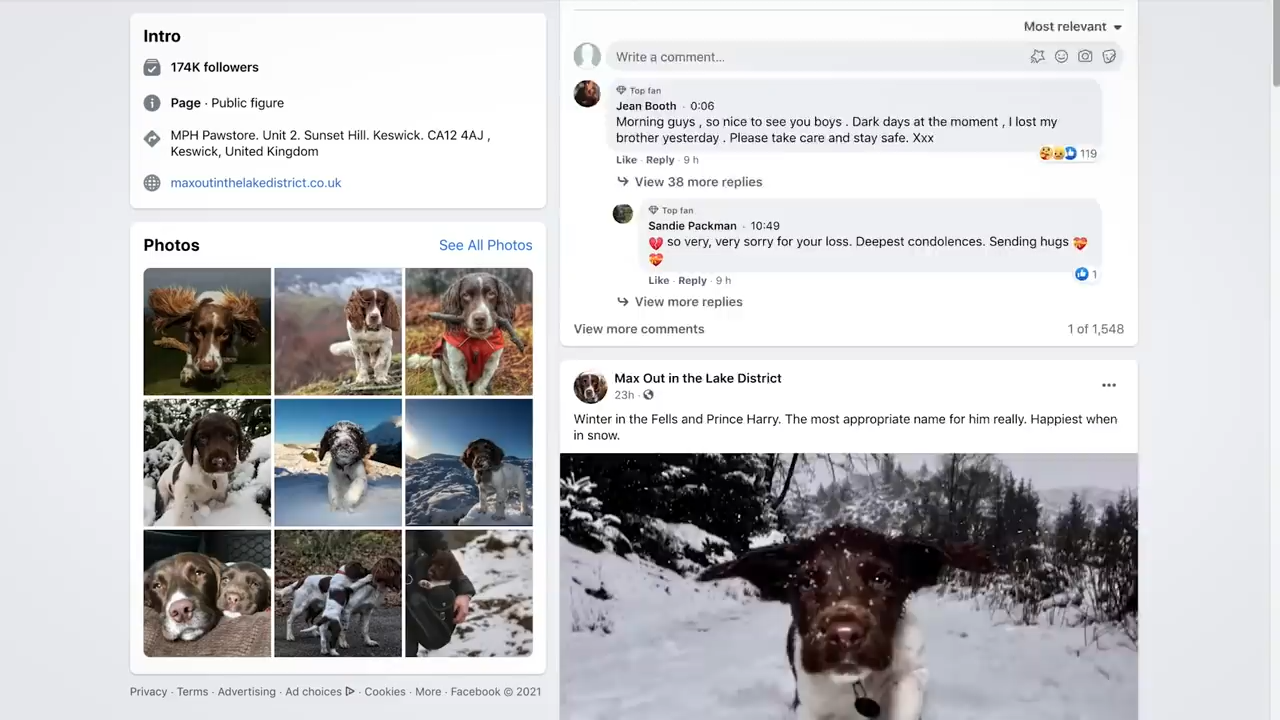 Intro
174K followers
Page · Public figure
MPH Pawstore. Unit 2. Sunset Hill. Keswick. CA12 4AJ ,
Keswick, United Kingdom
maxoutinthelakedistrict.co.uk
Photos
See All Photos
Privacy · Terms · Advertising · Ad choices · Cookies · More · Facebook © 2021
Most relevant
Write a comment...
Top fan
Jean Booth · 0:06
Morning guys , so nice to see you boys . Dark days at the moment , I lost my
brother yesterday . Please take care and stay safe. Xxx
119
Like · Reply · 9 h
View 38 more replies
Top fan
Sandie Packman · 10:49
💔 so very, very sorry for your loss. Deepest condolences. Sending hugs 💝
💝
1
Like · Reply · 9 h
View more replies
View more comments
1 of 1,548
Max Out in the Lake District
23h ·
Winter in the Fells and Prince Harry. The most appropriate name for him really. Happiest when
in snow.